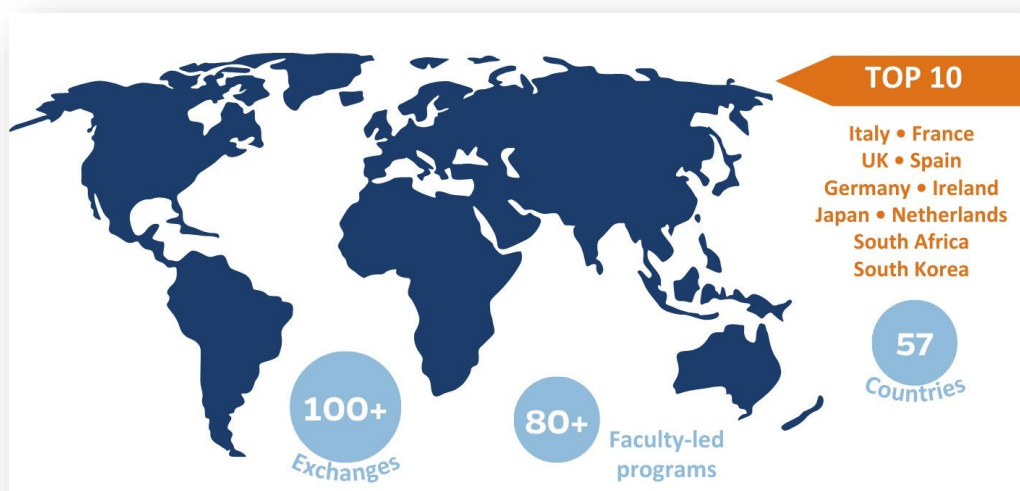 TOP 10
Italy • France
UK • Spain
Germany • Ireland
Japan • Netherlands
South Africa
South Korea
57
Countries
100+
Exchanges
80+
Faculty-led
programs